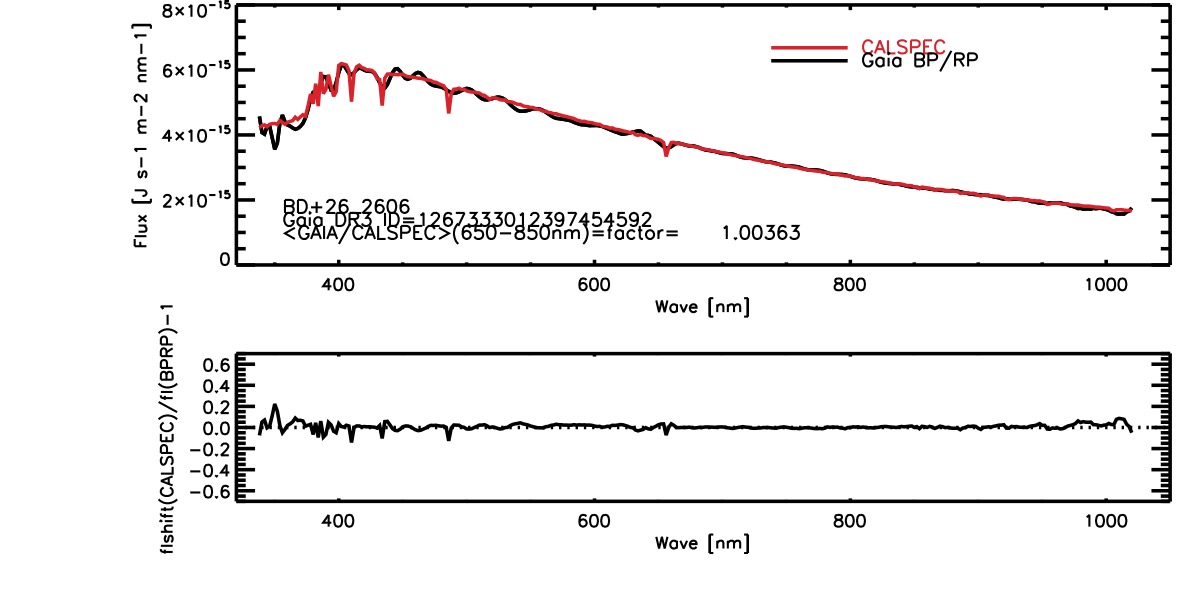 8×10−15
6×10−15
4×10−15
2×10−15
0
Flux [J s−1 m−2 nm−1]
CALSPEC
Gaia BP/RP
BD+26_2606
Gaia DR3 ID=1267333012397454592
<GAIA/CALSPEC>(650−850nm)=factor= 1.00363
400 600 800 1000
Wave [nm]
flshift(CALSPEC)/fl(BPRP)−1
0.6
0.4
0.2
0.0
−0.2
−0.4
−0.6
400 600 800 1000
Wave [nm]